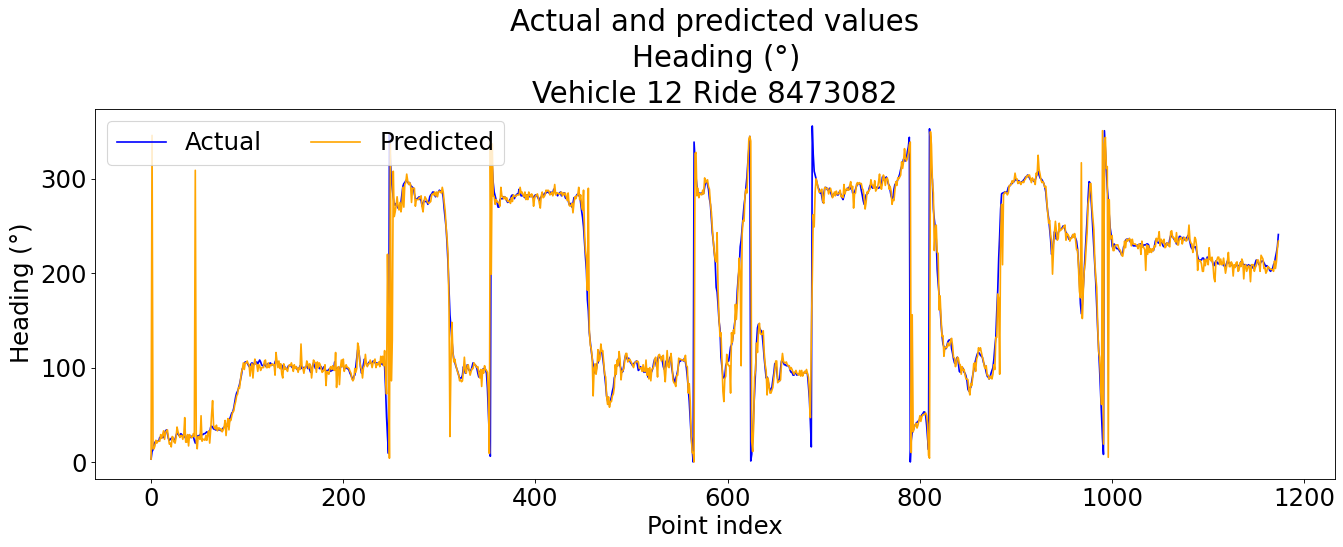 Actual and predicted values
Heading (°)
Vehicle 12 Ride 8473082
Actual
Predicted
Heading (°)
300
200
100
0
0
200
400
600
800
1000
1200
Point index